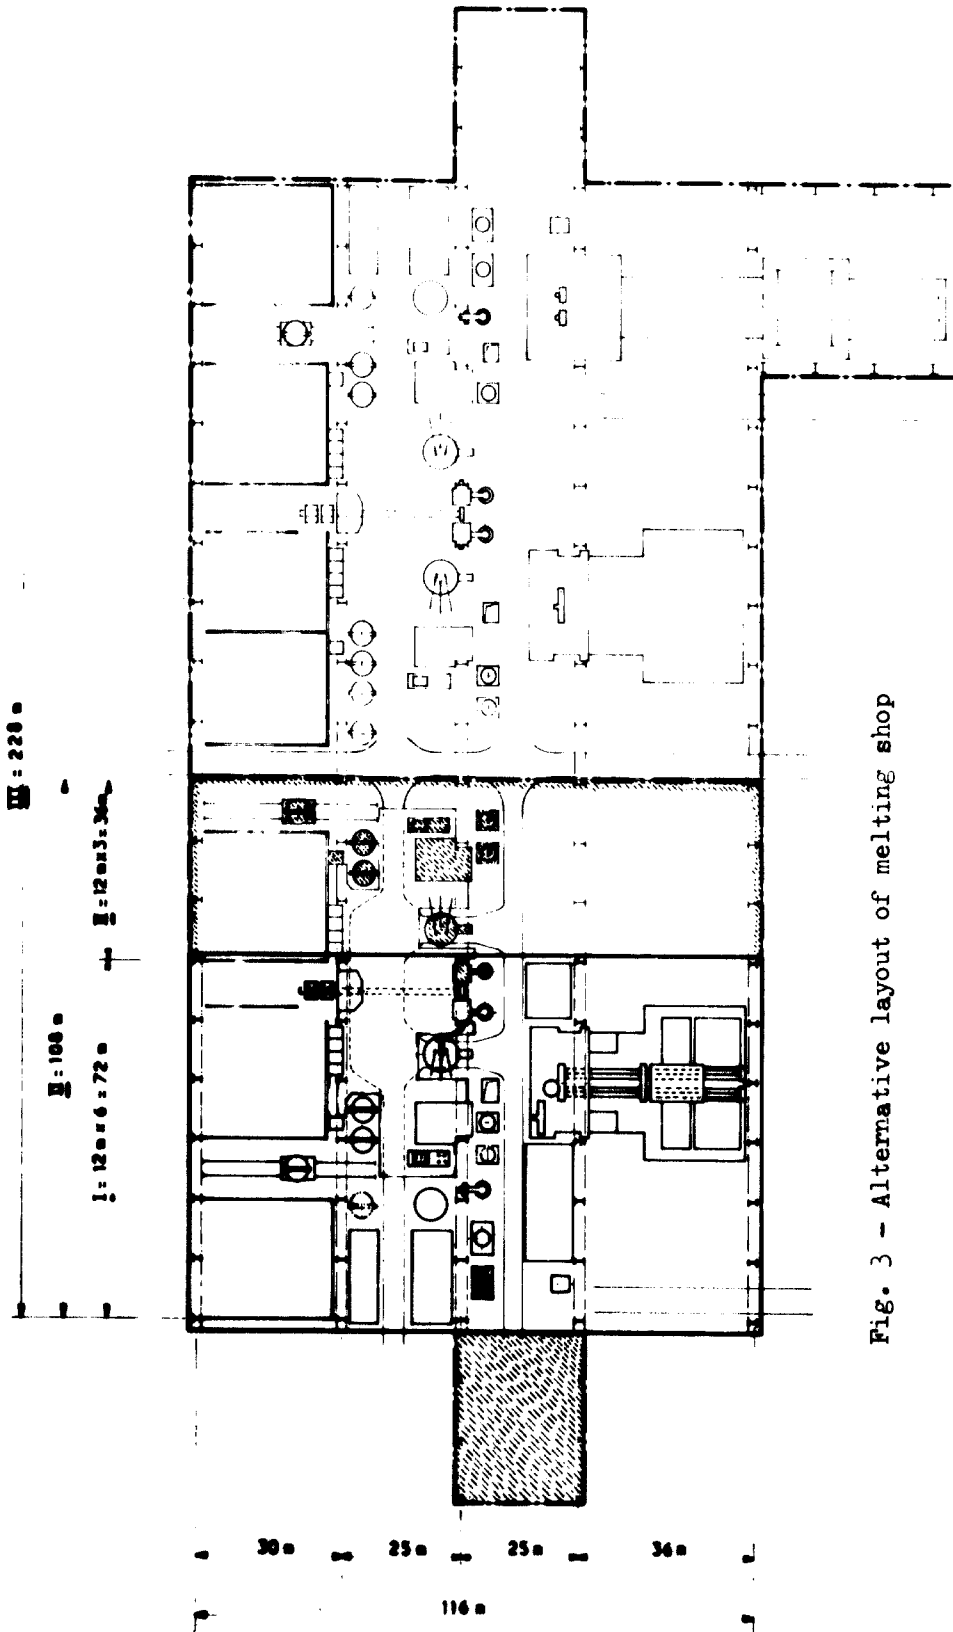 III = 228 m
II = 108 m
I = 12 m x 6 = 72 m
II = 12 m x 3 = 36 m
30 m
25 m
25 m
36 m
116 m
Fig. 3 - Alternative layout of melting shop